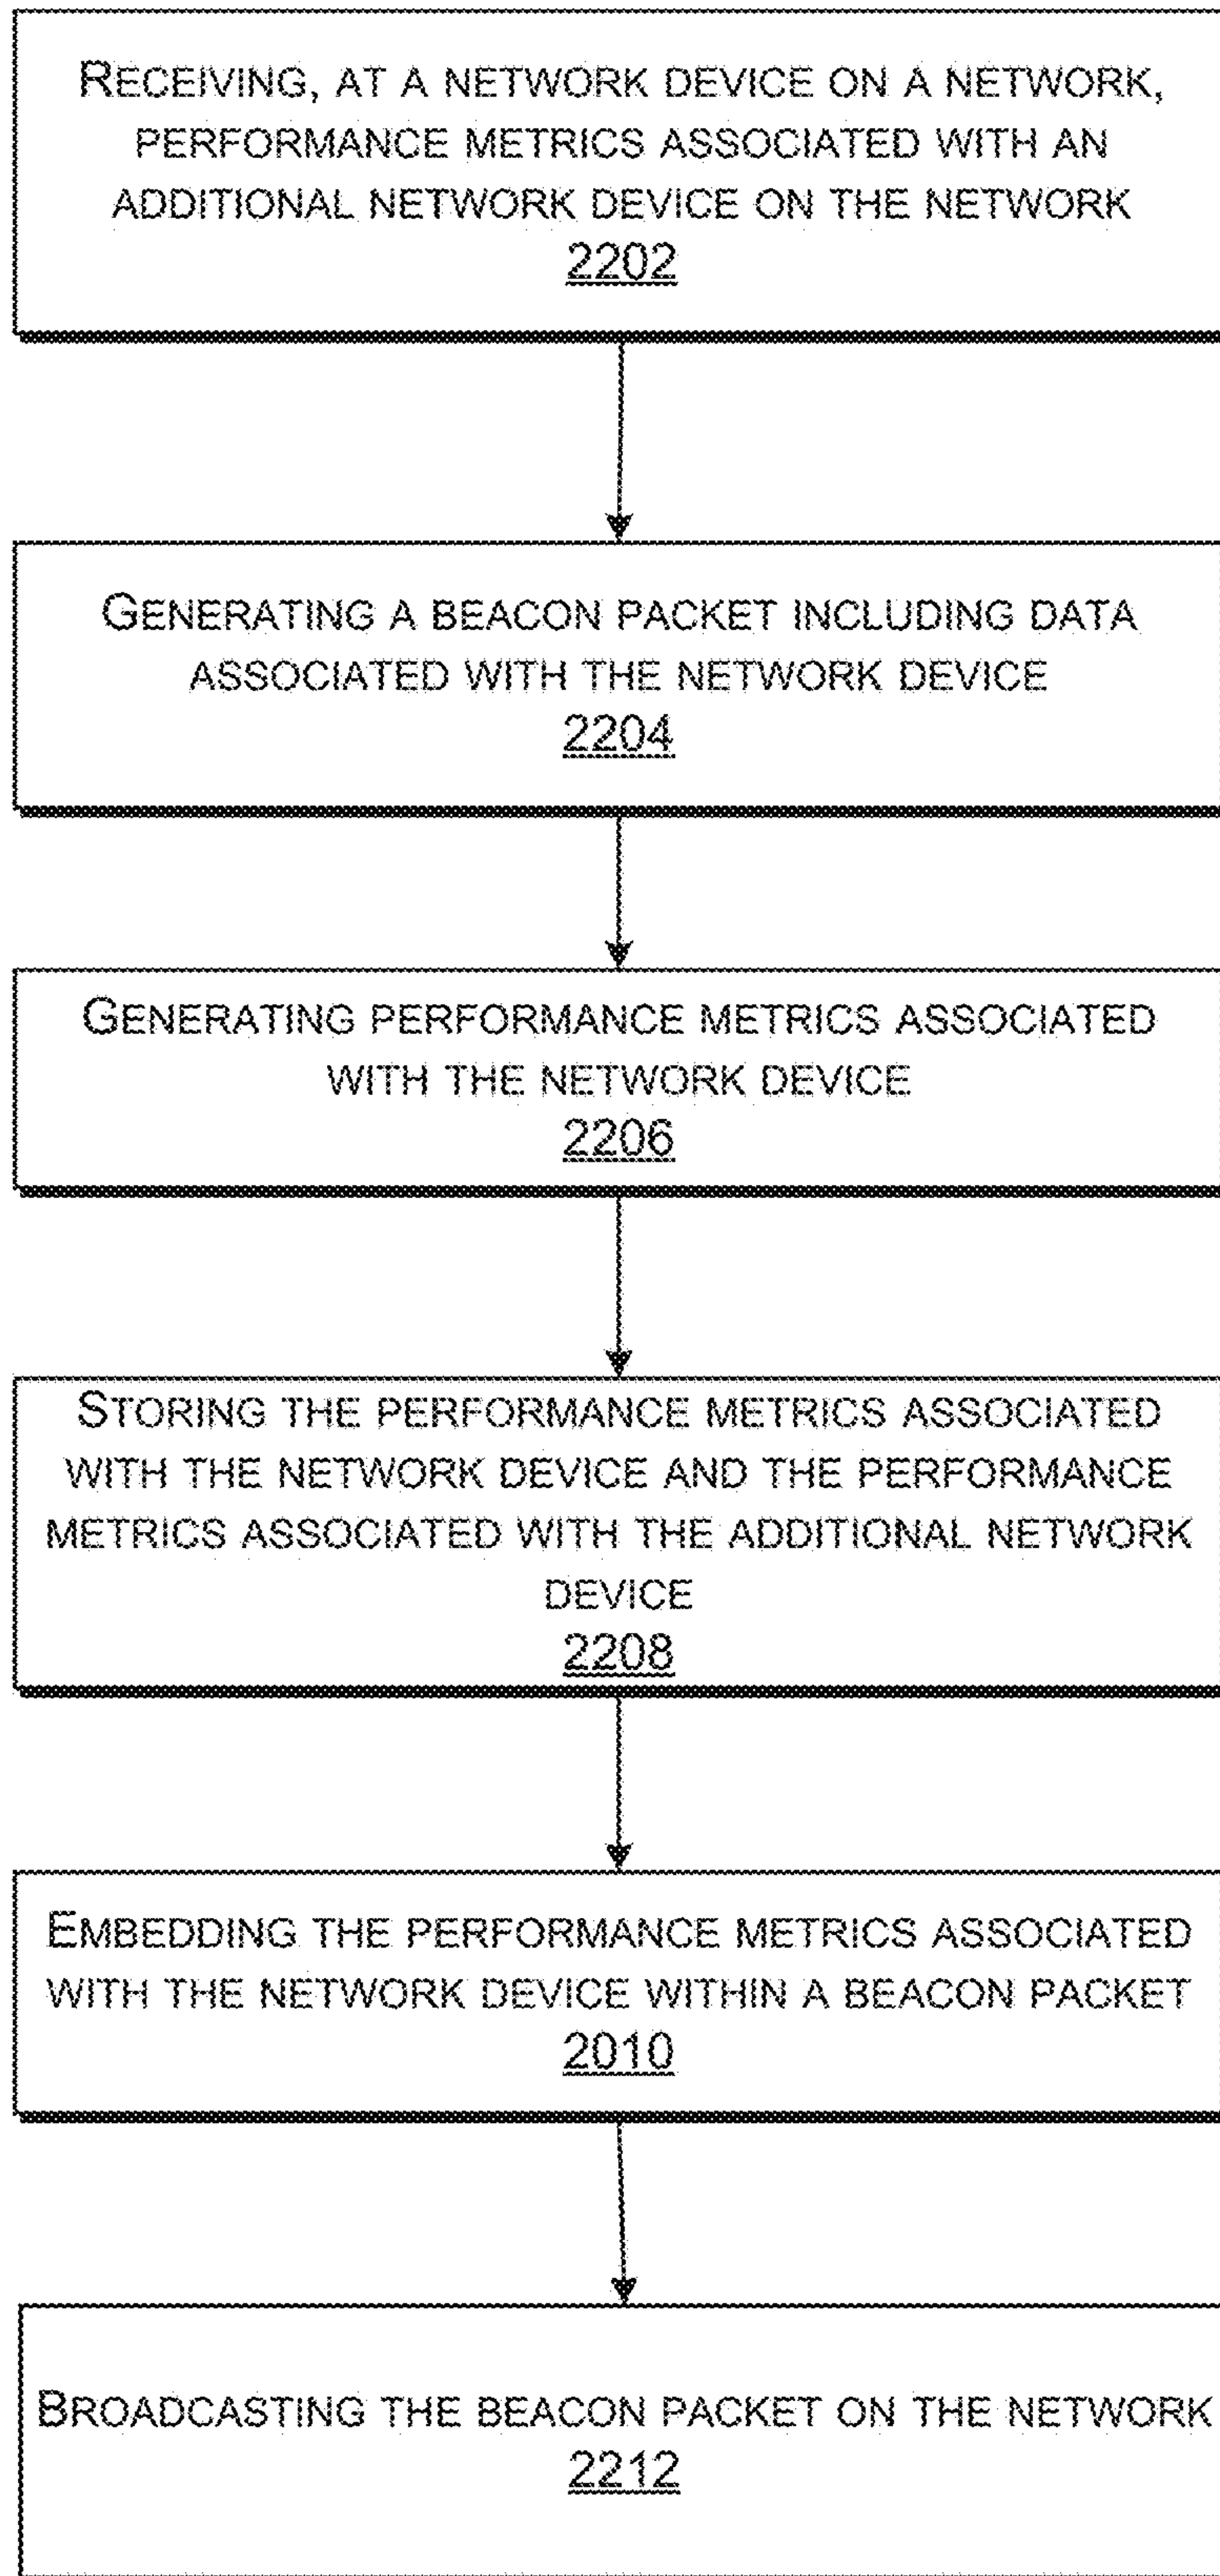 RECEIVING, AT A NETWORK DEVICE ON A NETWORK,
PERFORMANCE METRICS ASSOCIATED WITH AN
ADDITIONAL NETWORK DEVICE ON THE NETWORK
2202
GENERATING A BEACON PACKET INCLUDING DATA
ASSOCIATED WITH THE NETWORK DEVICE
2204
GENERATING PERFORMANCE METRICS ASSOCIATED
WITH THE NETWORK DEVICE
2206
STORING THE PERFORMANCE METRICS ASSOCIATED
WITH THE NETWORK DEVICE AND THE PERFORMANCE
METRICS ASSOCIATED WITH THE ADDITIONAL NETWORK
DEVICE
2208
EMBEDDING THE PERFORMANCE METRICS ASSOCIATED
WITH THE NETWORK DEVICE WITHIN A BEACON PACKET
2010
BROADCASTING THE BEACON PACKET ON THE NETWORK
2212